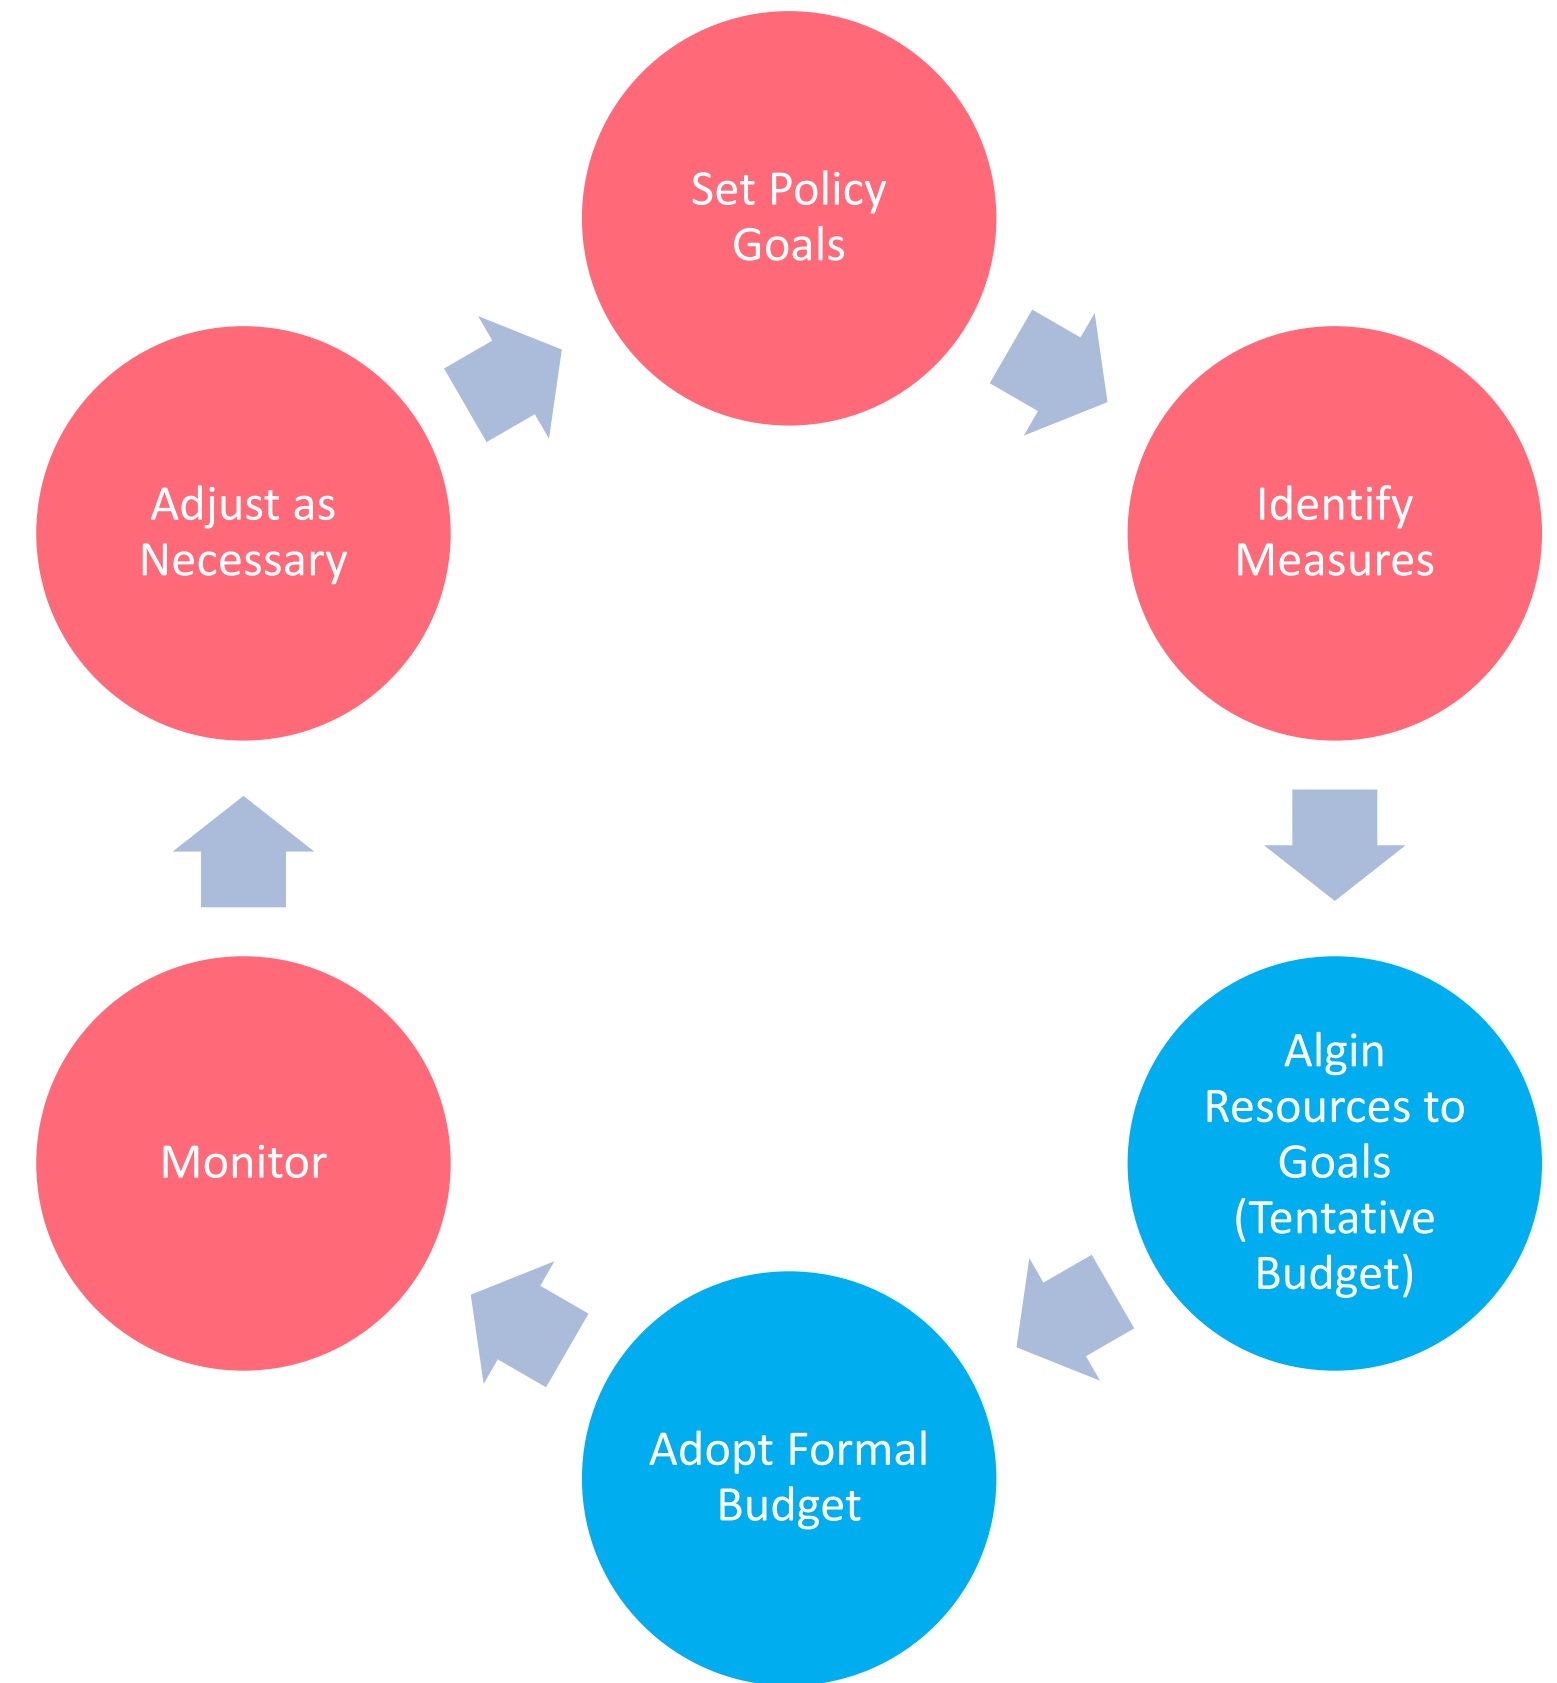 Set Policy
Goals
Identify
Measures
Algin
Resources to
Goals
(Tentative
Budget)
Adopt Formal
Budget
Monitor
Adjust as
Necessary